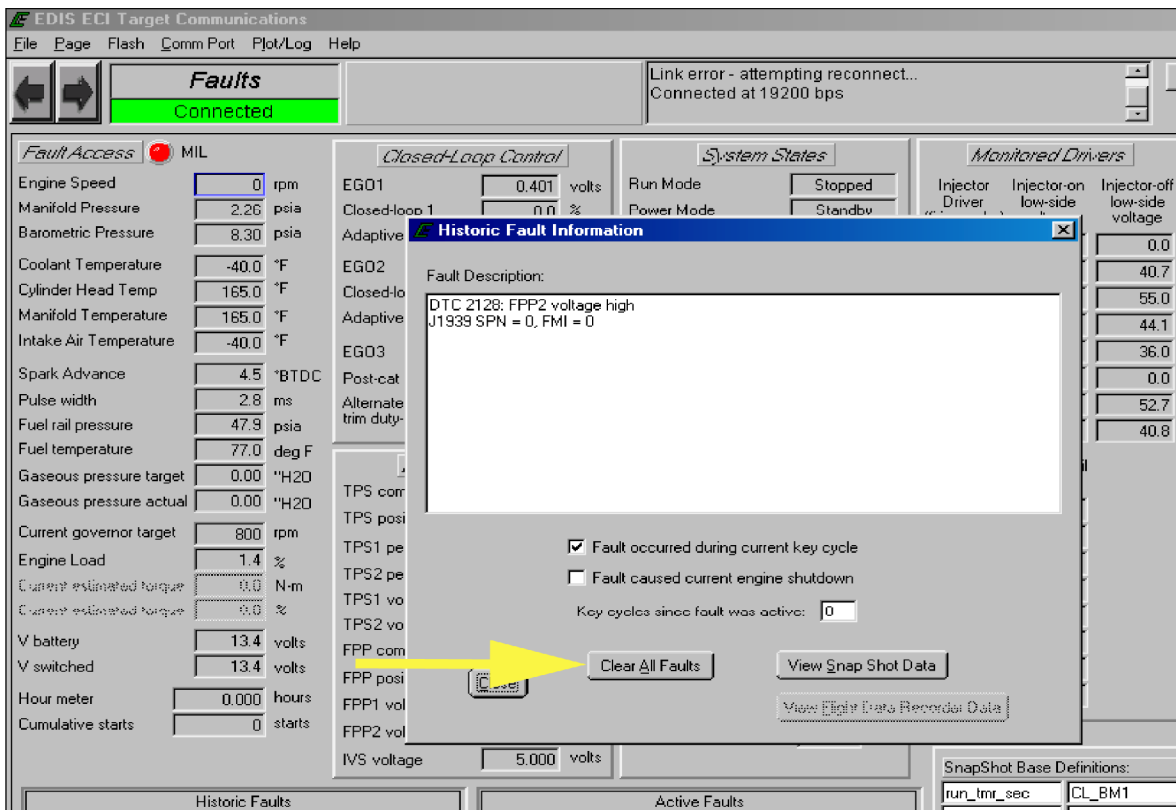 EDIS ECI Target Communications
File Page Flash Comm Port Plot/Log Help
Faults
Connected
Link error - attempting reconnect...
Connected at 19200 bps
Fault Access MIL
Engine Speed 0 rpm
Manifold Pressure 2.26 psia
Barometric Pressure 8.30 psia
Coolant Temperature -40.0 °F
Cylinder Head Temp 165.0 °F
Manifold Temperature 165.0 °F
Intake Air Temperature -40.0 °F
Spark Advance 4.5 °BTDC
Pulse width 2.8 ms
Fuel rail pressure 47.9 psia
Fuel temperature 77.0 deg F
Gaseous pressure target 0.00 "H2O
Gaseous pressure actual 0.00 "H2O
Current governor target 800 rpm
Engine Load 1.4 %
Current estimated torque 0.0 N-m
Current estimated torque 0.0 %
V battery 13.4 volts
V switched 13.4 volts
Hour meter 0.000 hours
Cumulative starts 0 starts
Closed-Loop Control
EGO1 0.401 volts
Closed-loop 1 0.0 %
Adaptive
EGO2
Closed-lo
Adaptive
EGO3
Post-cat
Alternate
trim duty-
TPS com
TPS posi
TPS1 pe
TPS2 pe
TPS1 vo
TPS2 vo
FPP com
FPP posi
FPP1 vol
FPP2 vol
IVS voltage 5.000 volts
System States
Run Mode Stopped
Power Mode Standby
Monitored Drivers
Injector Injector-on Injector-off
Driver low-side low-side
voltage
0.0
40.7
55.0
44.1
36.0
0.0
52.7
40.8
Historic Fault Information
Fault Description:
DTC 2128: FPP2 voltage high
J1939 SPN = 0, FMI = 0
Fault occurred during current key cycle
Fault caused current engine shutdown
Key cycles since fault was active: 0
Close
Clear All Faults
View Snap Shot Data
View Flight Data Recorder Data
Historic Faults
Active Faults
SnapShot Base Definitions:
run_tmr_sec CL_BM1